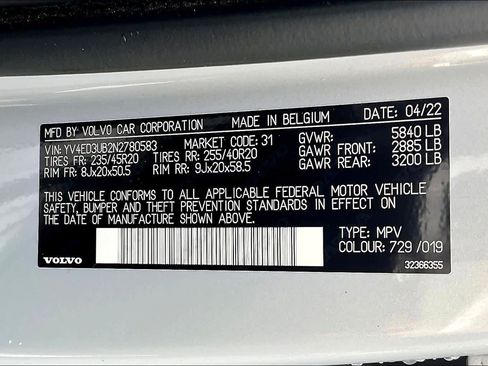 MFD BY VOLVO CAR CORPORATION MADE IN BELGIUM DATE: 04/22
VIN: YV4ED3UB2N2780583 MARKET CODE: 31 GVWR: 5840 LB
TIRES FR: 235/45R20 TIRES RR: 255/40R20 GAWR FRONT: 2885 LB
RIM FR: 8Jx20x50.5 RIM RR: 9Jx20x58.5 GAWR REAR: 3200 LB
THIS VEHICLE CONFORMS TO ALL APPLICABLE FEDERAL MOTOR VEHICLE
SAFETY, BUMPER AND THEFT PREVENTION STANDARDS IN EFFECT ON
THE DATE OF MANUFACTURE SHOWN ABOVE.
TYPE: MPV
COLOUR: 729 /019
VOLVO
32366355